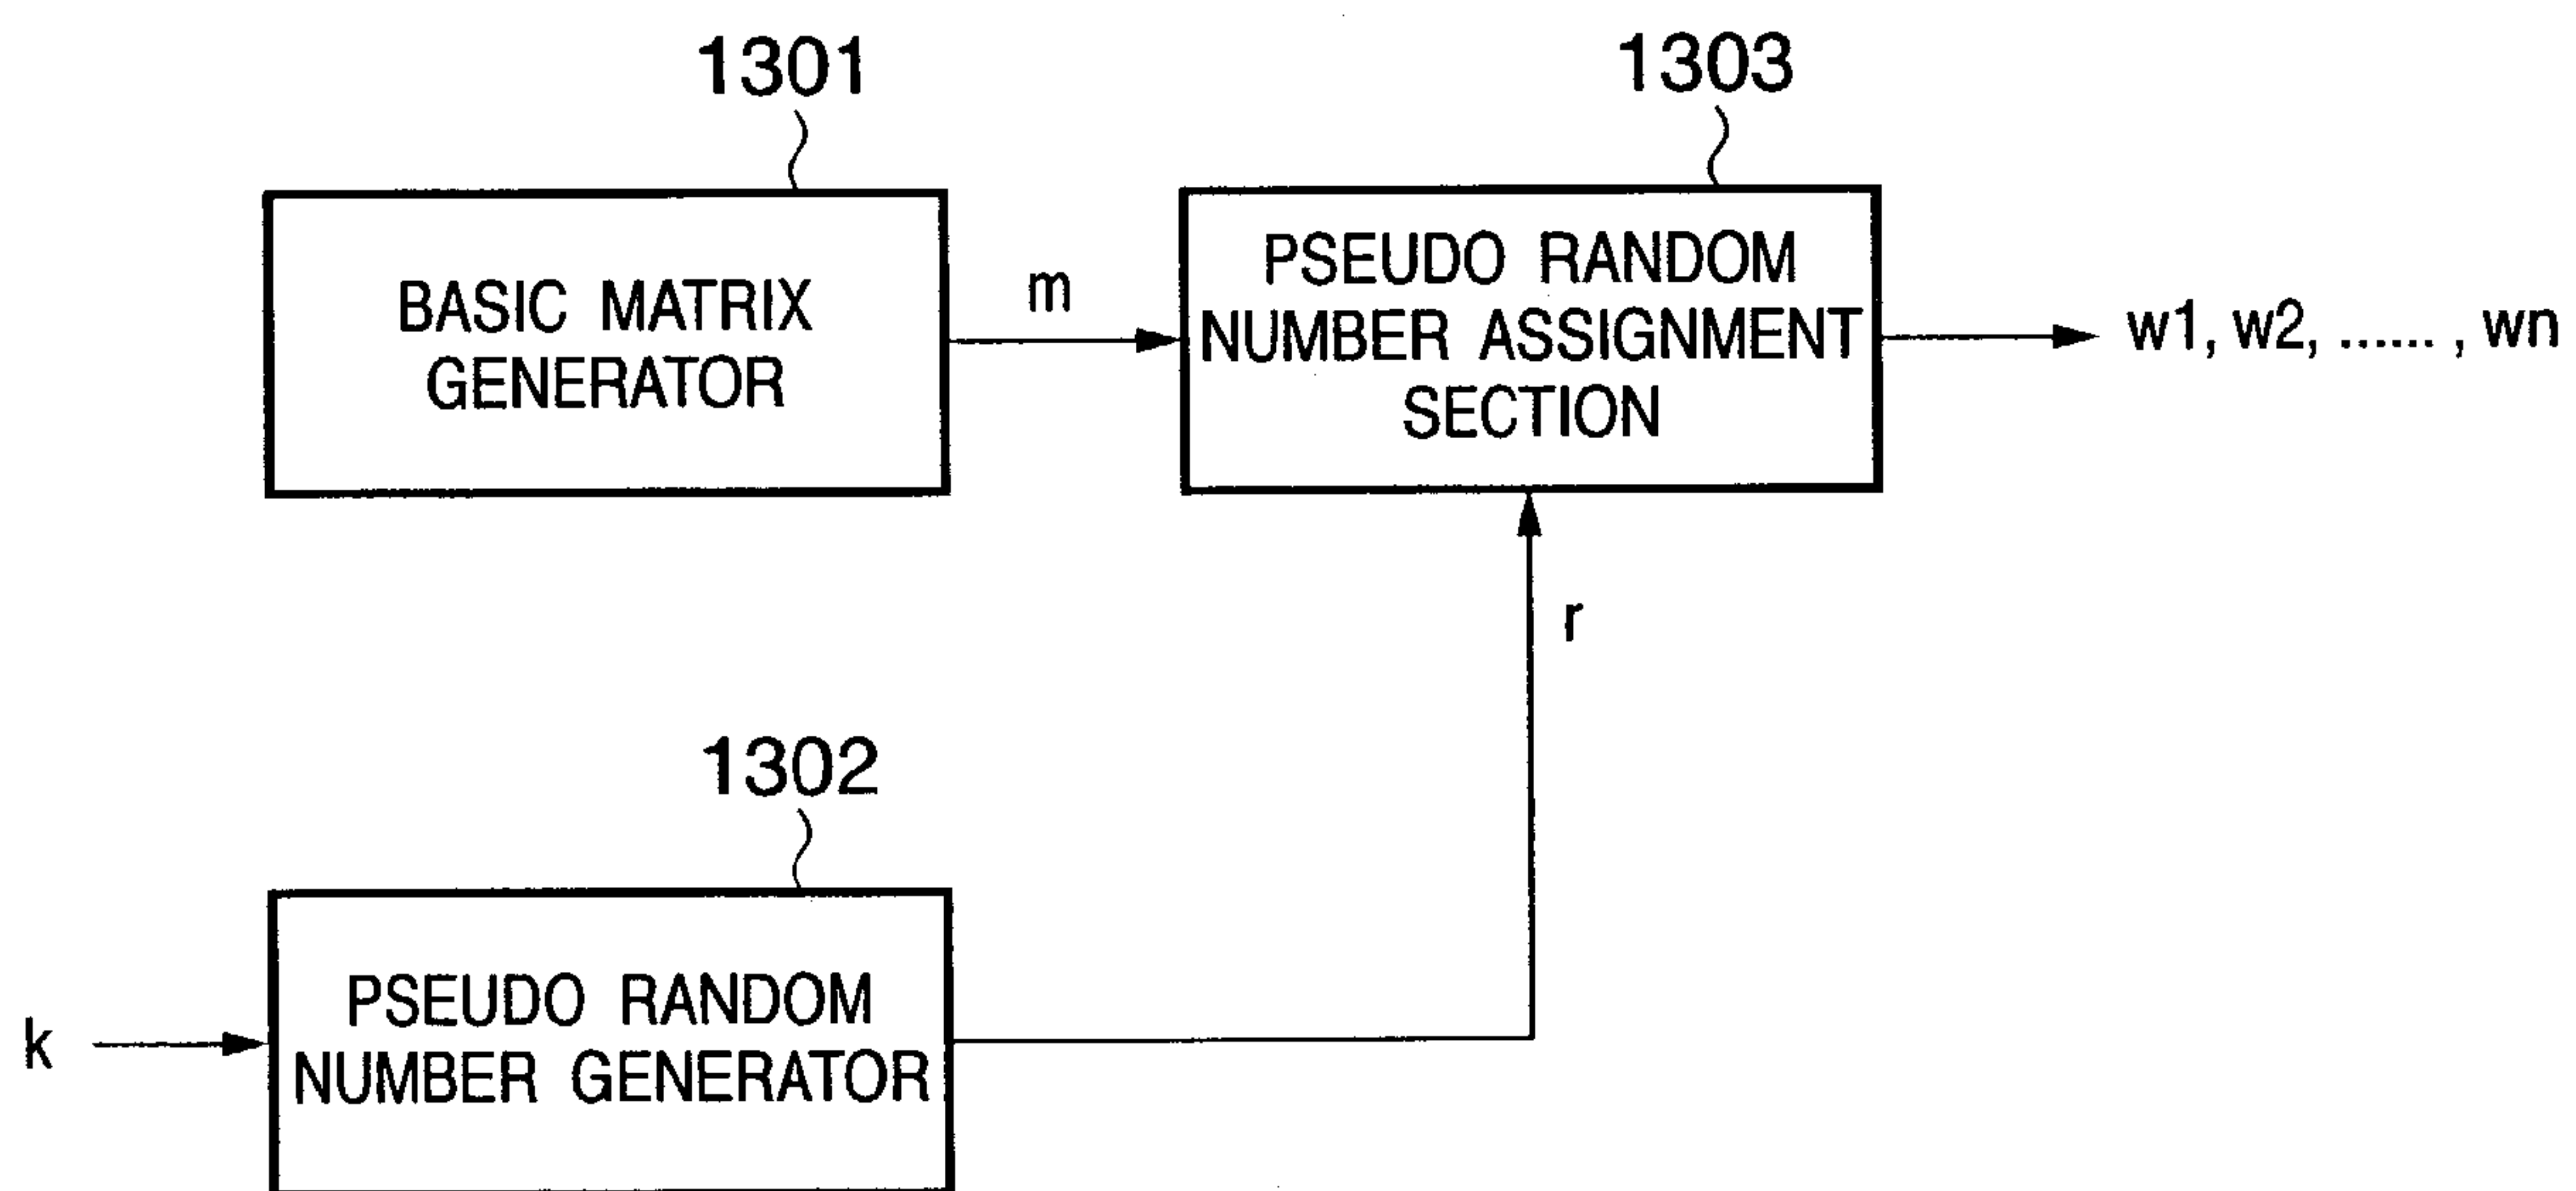 1301
1303
BASIC MATRIX
GENERATOR
m
PSEUDO RANDOM
NUMBER ASSIGNMENT
SECTION
w1, w2, ...... , wn
r
1302
k
PSEUDO RANDOM
NUMBER GENERATOR